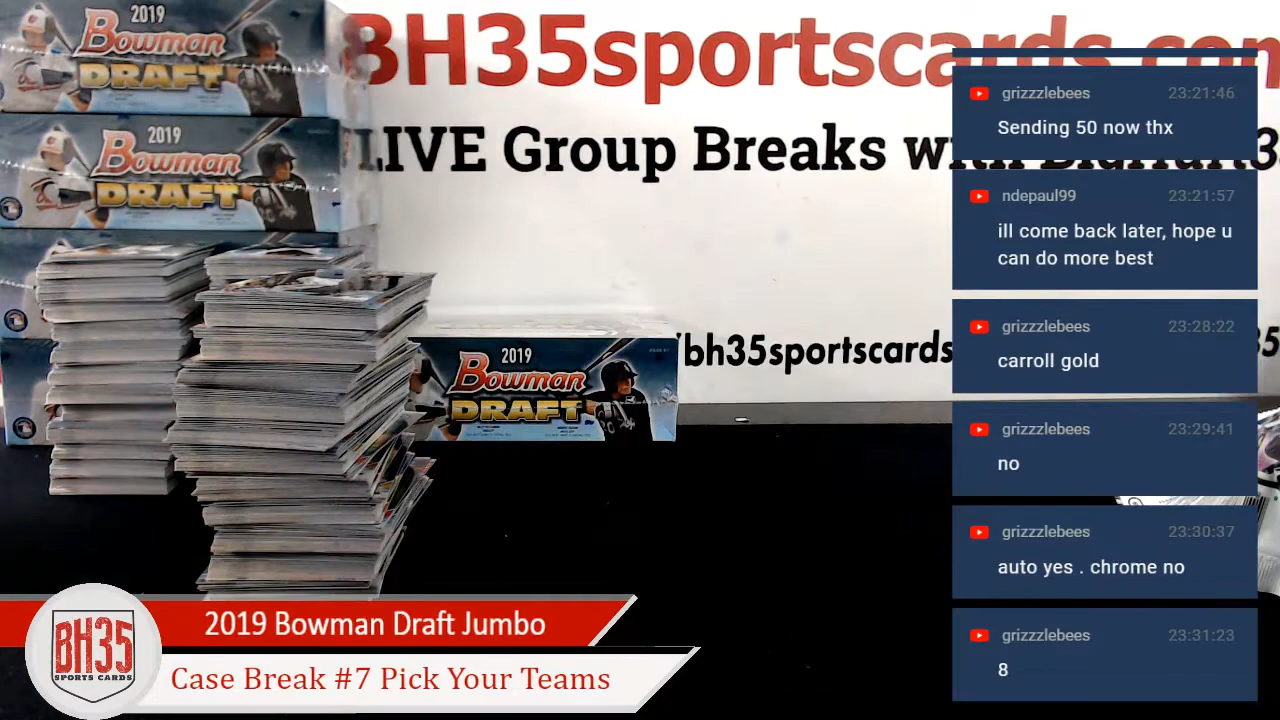 2019
Bowman
DRAFT
2019
Bowman
DRAFT
BH35sportscards.com
LIVE Group Breaks with
/bh35sportscards
2019
Bowman
DRAFT
grizzzlebees 23:21:46
Sending 50 now thx
ndepaul99 23:21:57
ill come back later, hope u
can do more best
grizzzlebees 23:28:22
carroll gold
grizzzlebees 23:29:41
no
grizzzlebees 23:30:37
auto yes . chrome no
grizzzlebees 23:31:23
8
BH35
SPORTS CARDS
2019 Bowman Draft Jumbo
Case Break #7 Pick Your Teams